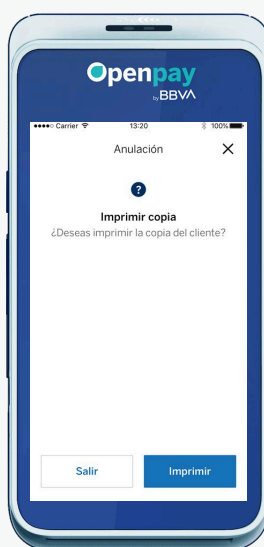 Openpay
by BBVA
Carrier 13:20 100%
Anulación
Imprimir copia
¿Deseas imprimir la copia del cliente?
Salir Imprimir